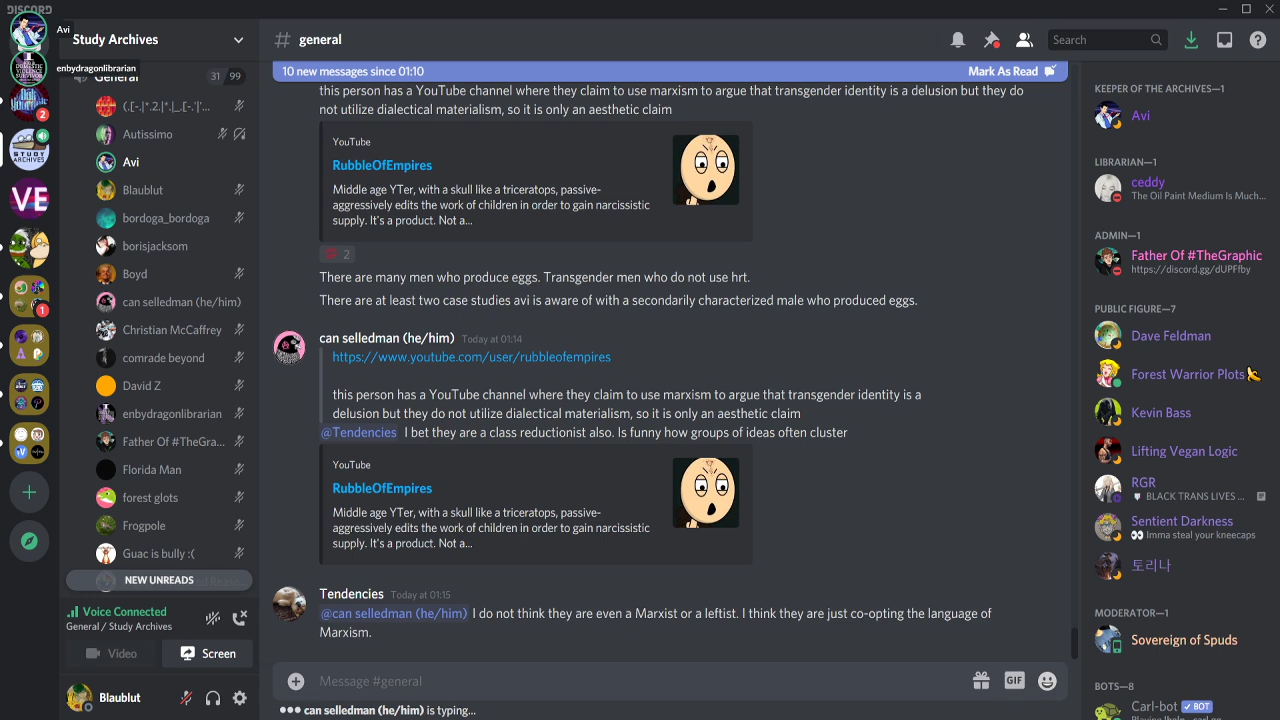 DISCORD
Avi
enbydragonlibrarian
2
STUDY ARCHIVES
VE
1
Study Archives
General
31 99
(.[-.|*.2.|*.|_.[-.'|'...
Autissimo
Avi
Blaublut
bordoga_bordoga
borisjacksom
Boyd
can selledman (he/him)
Christian McCaffrey
comrade beyond
David Z
enbydragonlibrarian
Father Of #TheGra...
Florida Man
forest glots
Frogpole
Guac is bully :(
NEW UNREADS
Voice Connected
General / Study Archives
Video
Screen
Blaublut
general
Search
10 new messages since 01:10
Mark As Read
this person has a YouTube channel where they claim to use marxism to argue that transgender identity is a delusion but they do
not utilize dialectical materialism, so it is only an aesthetic claim
YouTube
RubbleOfEmpires
Middle age YTer, with a skull like a triceratops, passive-
aggressively edits the work of children in order to gain narcissistic
supply. It's a product. Not a...
2
There are many men who produce eggs. Transgender men who do not use hrt.
There are at least two case studies avi is aware of with a secondarily characterized male who produced eggs.
can selledman (he/him) Today at 01:14
https://www.youtube.com/user/rubbleofempires
this person has a YouTube channel where they claim to use marxism to argue that transgender identity is a
delusion but they do not utilize dialectical materialism, so it is only an aesthetic claim
@Tendencies I bet they are a class reductionist also. Is funny how groups of ideas often cluster
YouTube
RubbleOfEmpires
Middle age YTer, with a skull like a triceratops, passive-
aggressively edits the work of children in order to gain narcissistic
supply. It's a product. Not a...
Tendencies Today at 01:15
@can selledman (he/him) I do not think they are even a Marxist or a leftist. I think they are just co-opting the language of
Marxism.
Message #general
GIF
can selledman (he/him) is typing...
KEEPER OF THE ARCHIVES—1
Avi
LIBRARIAN—1
ceddy
The Oil Paint Medium Is Much...
ADMIN—1
Father Of #TheGraphic
https://discord.gg/dUPFfby
PUBLIC FIGURE—7
Dave Feldman
Forest Warrior Plots
Kevin Bass
Lifting Vegan Logic
RGR
BLACK TRANS LIVES ...
Sentient Darkness
Imma steal your kneecaps
토리나
MODERATOR—1
Sovereign of Spuds
BOTS—8
Carl-bot BOT